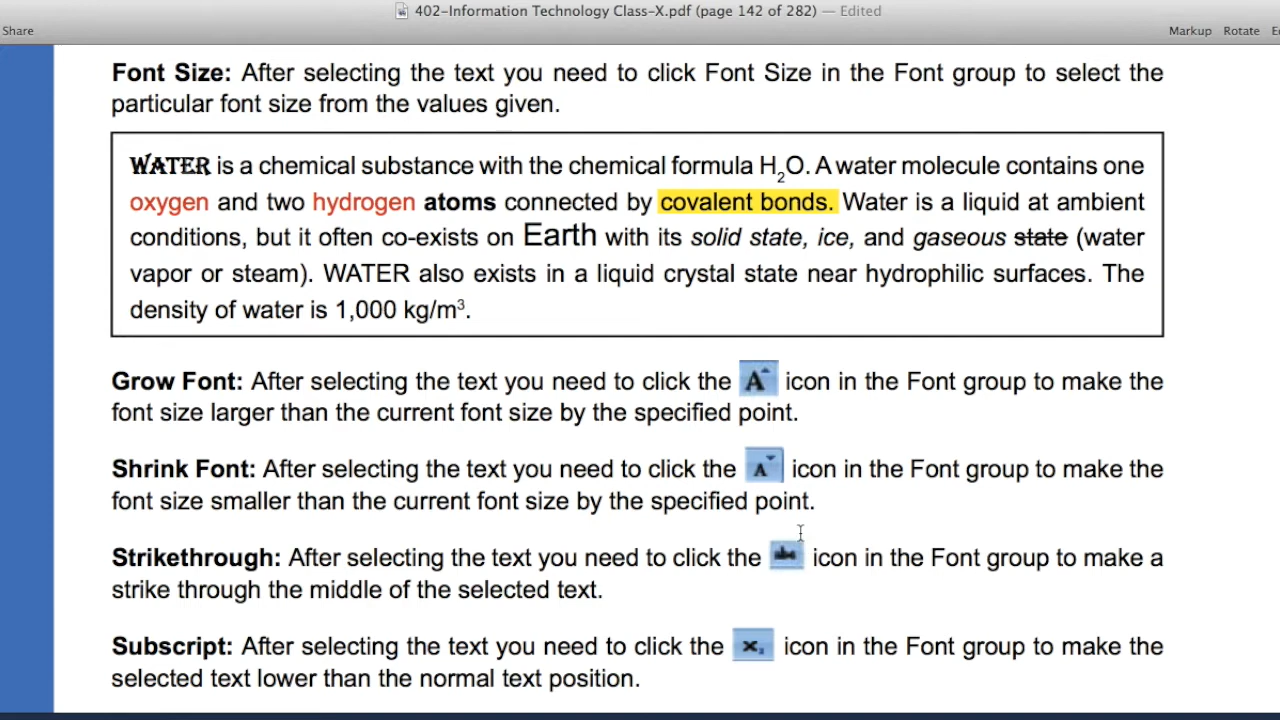 402-Information Technology Class-X.pdf (page 142 of 282) — Edited
Share Markup Rotate
Font Size: After selecting the text you need to click Font Size in the Font group to select the
particular font size from the values given.
WATER is a chemical substance with the chemical formula H₂O. A water molecule contains one
oxygen and two hydrogen atoms connected by covalent bonds. Water is a liquid at ambient
conditions, but it often co-exists on Earth with its solid state, ice, and gaseous state (water
vapor or steam). WATER also exists in a liquid crystal state near hydrophilic surfaces. The
density of water is 1,000 kg/m³.
Grow Font: After selecting the text you need to click the A icon in the Font group to make the
font size larger than the current font size by the specified point.
Shrink Font: After selecting the text you need to click the A icon in the Font group to make the
font size smaller than the current font size by the specified point.
Strikethrough: After selecting the text you need to click the abc icon in the Font group to make a
strike through the middle of the selected text.
Subscript: After selecting the text you need to click the x₂ icon in the Font group to make the
selected text lower than the normal text position.